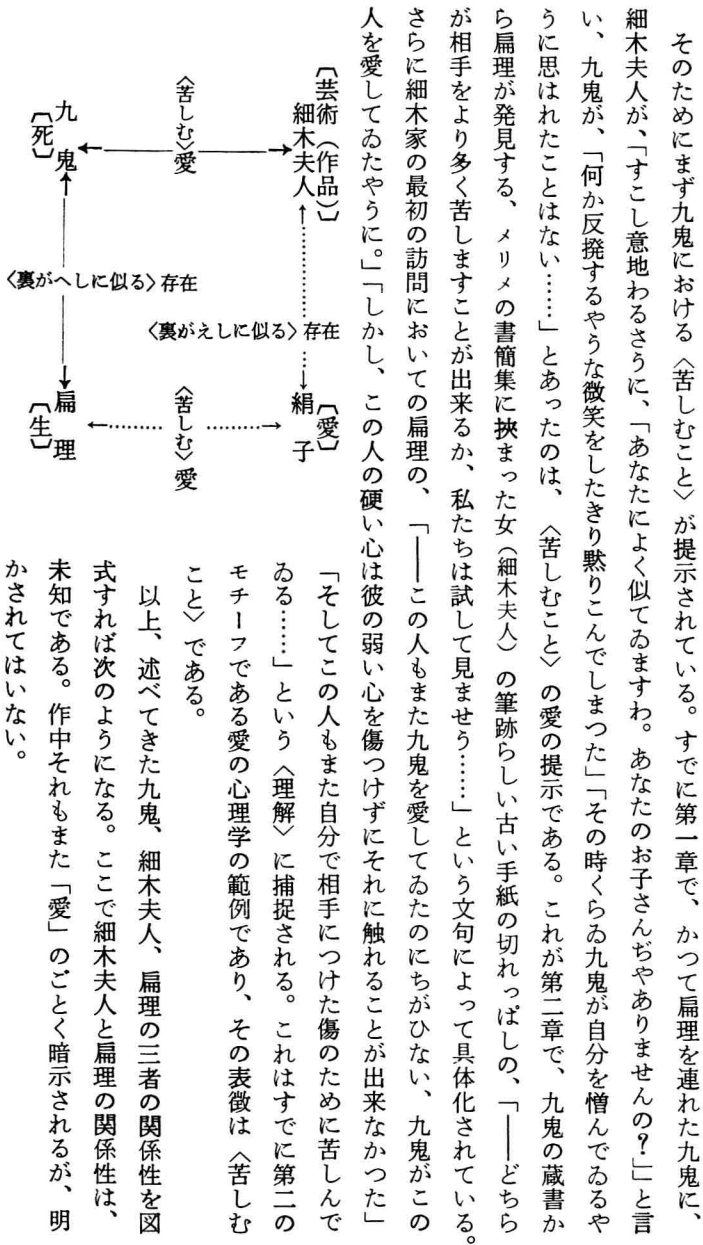 そのためにまず九鬼における〈苦しむこと〉が提示されている。すでに第一章で、かつて扁理を連れた九鬼に、
細木夫人が、「すこし意地わるさうに、「あなたによく似てゐますわ。あなたのお子さんぢやありませんの?」」と言
い、九鬼が、「何か反撥するやうな微笑をしたきり黙りこんでしまつた」「その時くらゐ九鬼が自分を憎んでゐるや
うに思はれたことはない……」とあったのは、〈苦しむこと〉の愛の提示である。これが第二章で、九鬼の蔵書か
ら扁理が発見する、メリメの書簡集に挾まった女(細木夫人)の筆跡らしい古い手紙の切れっぱしの、「――どちら
が相手をより多く苦しますことが出来るか、私たちは試して見ませう……」という文句によって具体化されている。
さらに細木家の最初の訪問においての扁理の、「――この人もまた九鬼を愛してゐたのにちがひない、九鬼がこの
人を愛してゐたやうに。」「しかし、この人の硬い心は彼の弱い心を傷つけずにそれに触れることが出来なかつた」
「そしてこの人もまた自分で相手につけた傷のために苦しんで
ゐる……」という〈理解〉に捕捉される。これはすでに第二の
モチーフである愛の心理学の範例であり、その表徴は〈苦しむ
こと〉である。
以上、述べてきた九鬼、細木夫人、扁理の三者の関係性を図
式すれば次のようになる。ここで細木夫人と扁理の関係性は、
未知である。作中それもまた「愛」のごとく暗示されるが、明
かされてはいない。
〔芸術(作品)〕
細木夫人
〈裏がえしに似る〉存在
〔愛〕
絹子
〈苦しむ〉愛
〈苦しむ〉愛
九鬼
〔死〕
〈裏がへしに似る〉存在
扁理
〔生〕